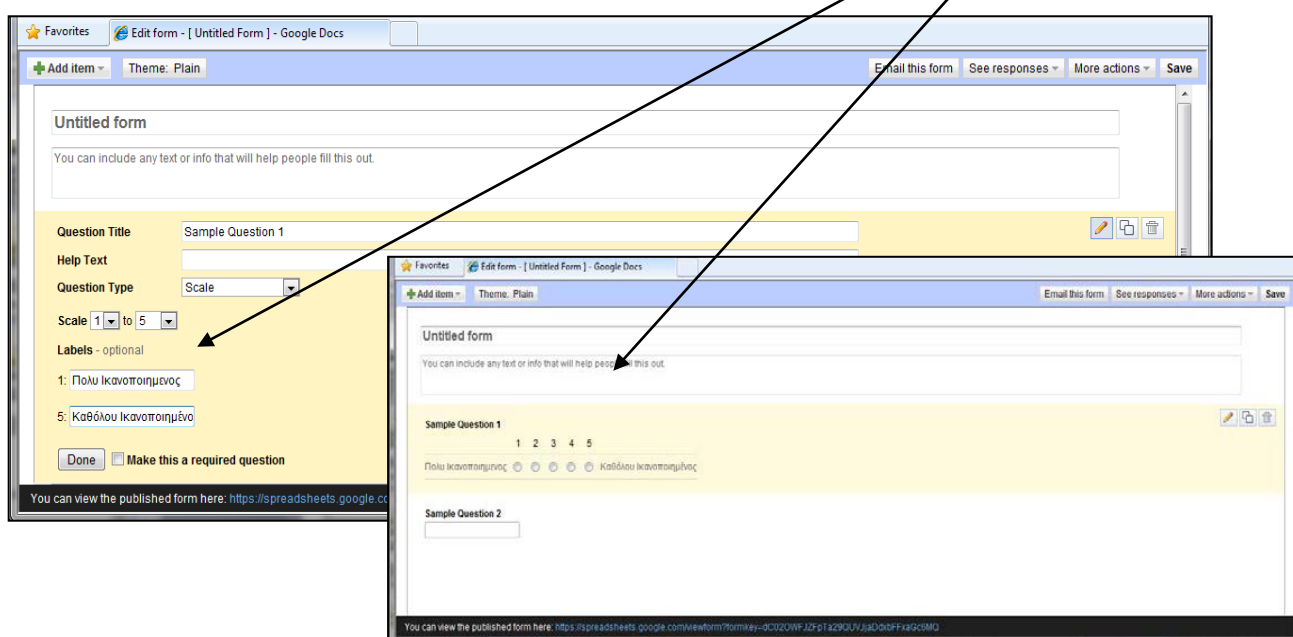 Favorites Edit form - [ Untitled Form ] - Google Docs
Add item Theme: Plain Email this form See responses More actions Save
Untitled form
You can include any text or info that will help people fill this out.
Question Title Sample Question 1
Help Text
Question Type Scale
Scale 1 to 5
Labels - optional
1: Πολυ Ικανοποιημενος
5: Καθόλου Ικανοποιημένο
Done Make this a required question
You can view the published form here: https://spreadsheets.google.co
Favorites Edit form - [ Untitled Form ] - Google Docs
Add item Theme: Plain Email this form See responses More actions Save
Untitled form
You can include any text or info that will help people fill this out.
Sample Question 1
1 2 3 4 5
Πολυ Ικανοποιημενος Καθόλου Ικανοποιημένος
Sample Question 2
You can view the published form here: